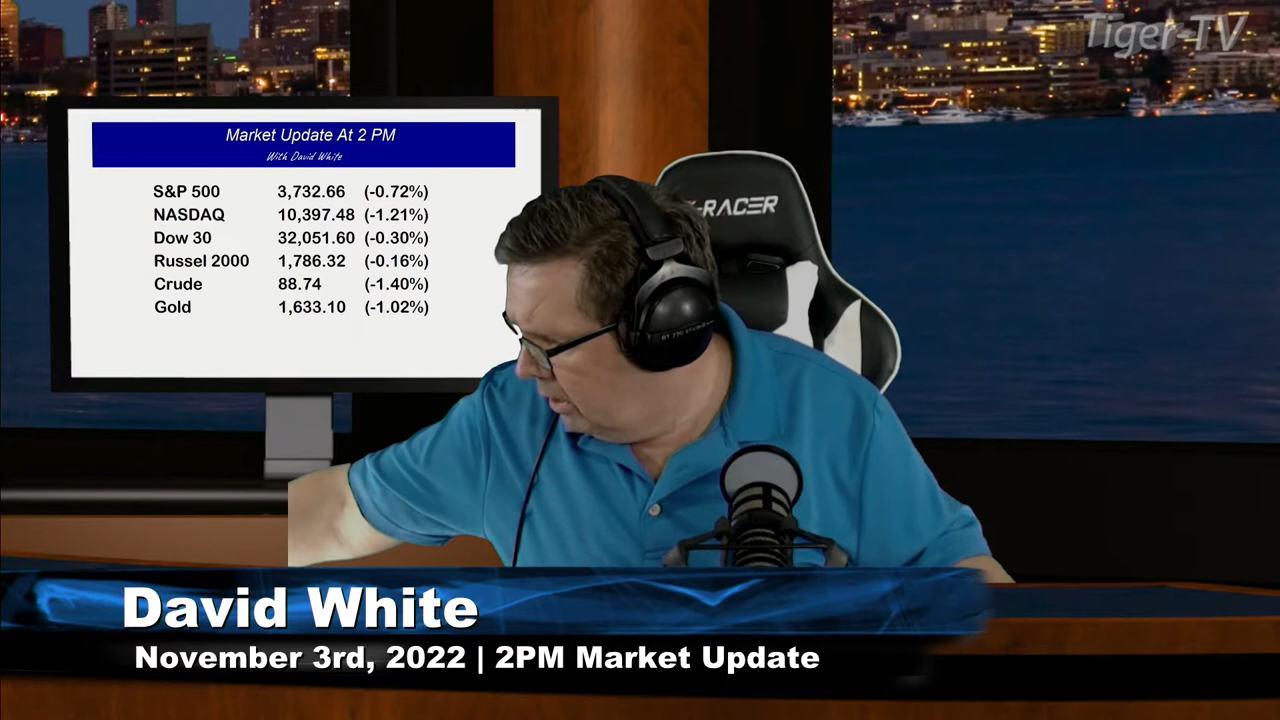 Tiger-TV
Market Update At 2 PM
With David White
S&P 500 3,732.66 (-0.72%)
NASDAQ 10,397.48 (-1.21%)
Dow 30 32,051.60 (-0.30%)
Russel 2000 1,786.32 (-0.16%)
Crude 88.74 (-1.40%)
Gold 1,633.10 (-1.02%)
-RACER
David White
November 3rd, 2022 | 2PM Market Update